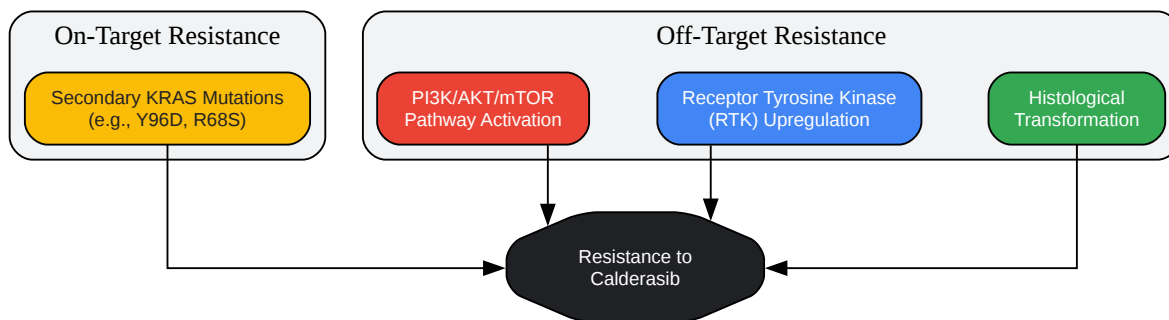 On-Target Resistance
Off-Target Resistance
Secondary KRAS Mutations
(e.g., Y96D, R68S)
PI3K/AKT/mTOR
Pathway Activation
Receptor Tyrosine Kinase
(RTK) Upregulation
Histological
Transformation
Resistance to
Calderasib